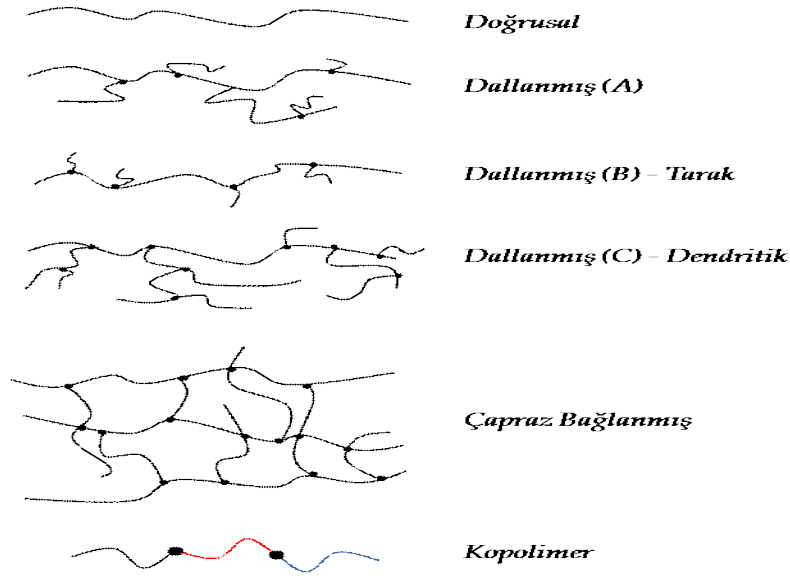 Doğrusal
Dallanmış (A)
Dallanmış (B) - Tarak
Dallanmış (C) - Dendritik
Çapraz Bağlanmış
Kopolimer